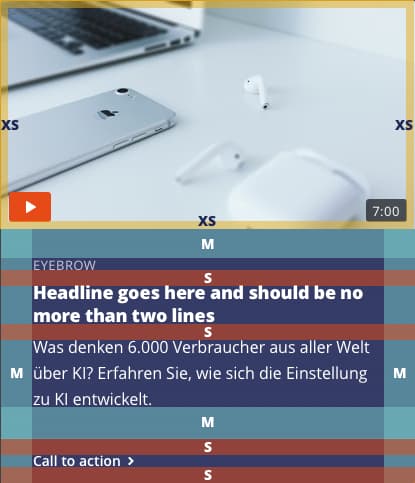 XS
XS
7:00
XS
M
EYEBROW
S
Headline goes here and should be no
more than two lines
S
Was denken 6.000 Verbraucher aus aller Welt
M
über KI? Erfahren Sie, wie sich die Einstellung
M
zu KI entwickelt.
M
S
Call to action
S